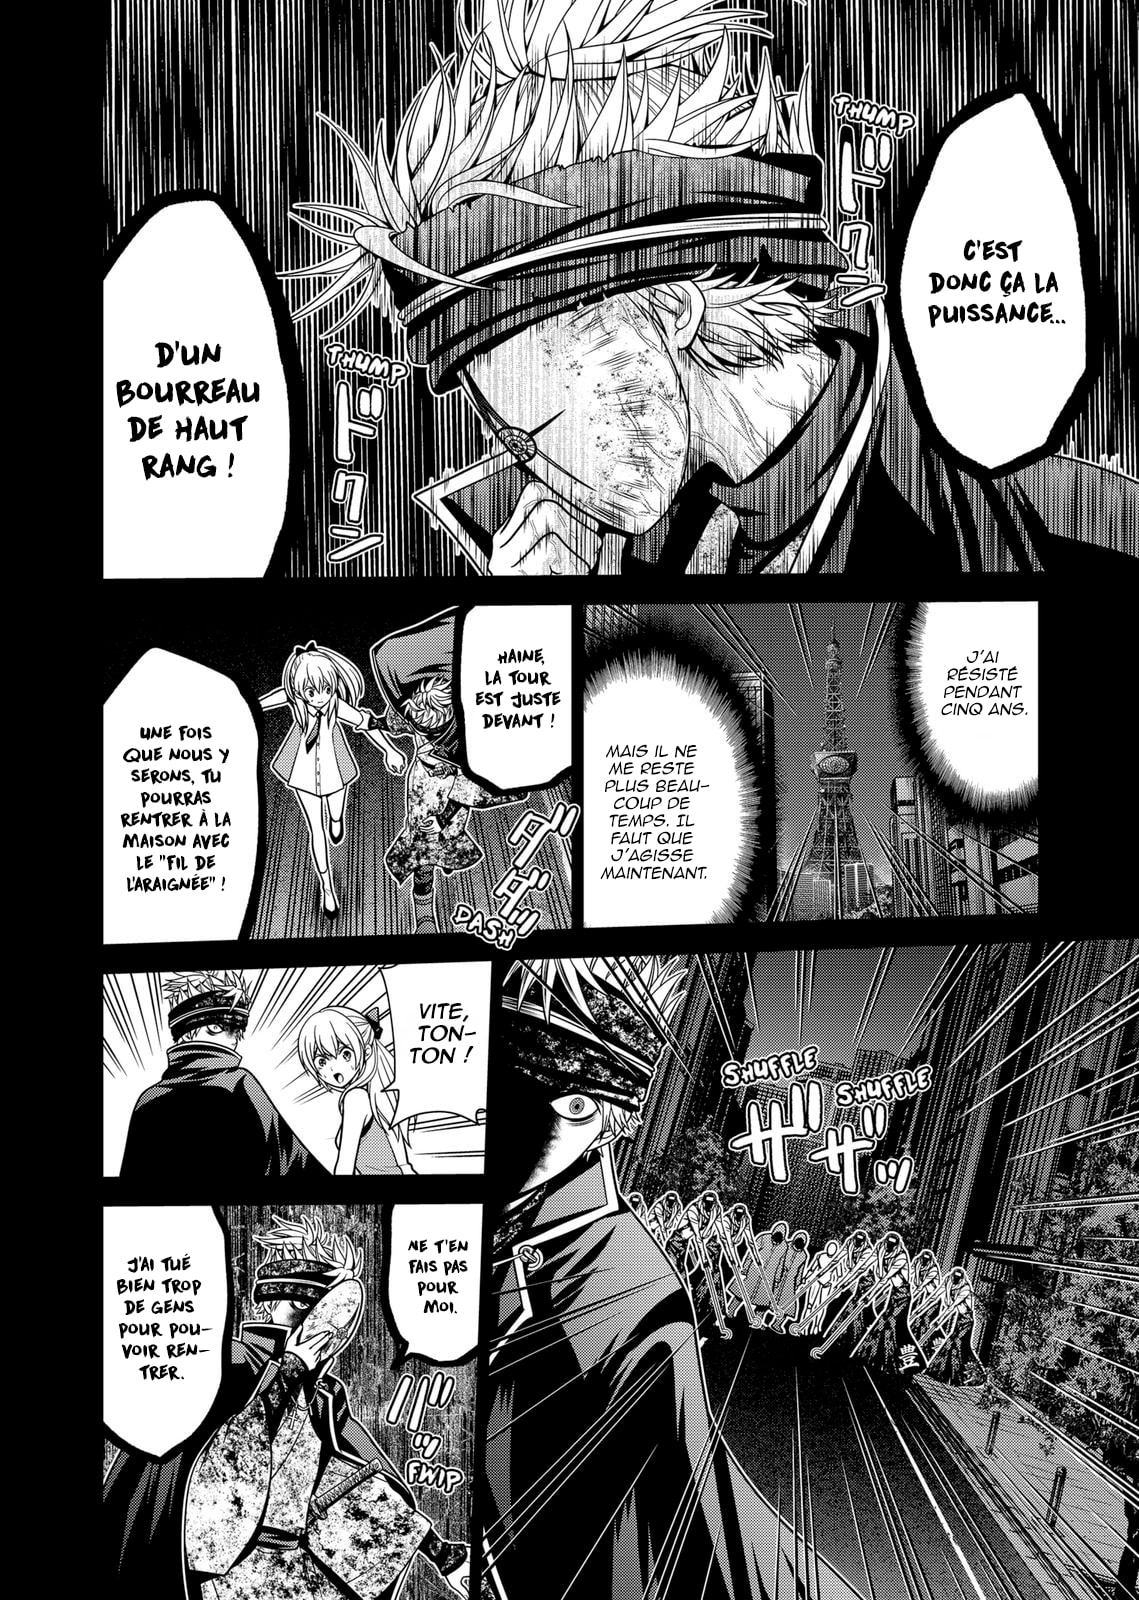 THUMP
ドクン
C'EST
DONC ÇA LA
PUISSANCE...
THUMP
ドクン
D'UN
BOURREAU
DE HAUT
RANG !
J'AI
RÉSISTÉ
PENDANT
CINQ ANS.
MAIS IL NE
ME RESTE
PLUS BEAU-
COUP DE
TEMPS. IL
FAUT QUE
J'AGISSE
MAINTENANT.
HAINE,
LA TOUR
EST JUSTE
DEVANT !
UNE FOIS
QUE NOUS Y
SERONS, TU
POURRAS
RENTRER À LA
MAISON AVEC
LE "FIL DE
L'ARAIGNÉE" !
ダダッ
DASH
SHUFFLE
SHUFFLE
ザザッ
豊
VITE,
TON-
TON !
NE T'EN
FAIS PAS
POUR
MOI.
J'AI TUÉ
BIEN TROP
DE GENS
POUR POU-
VOIR REN-
TRER.
バッ
FWIP